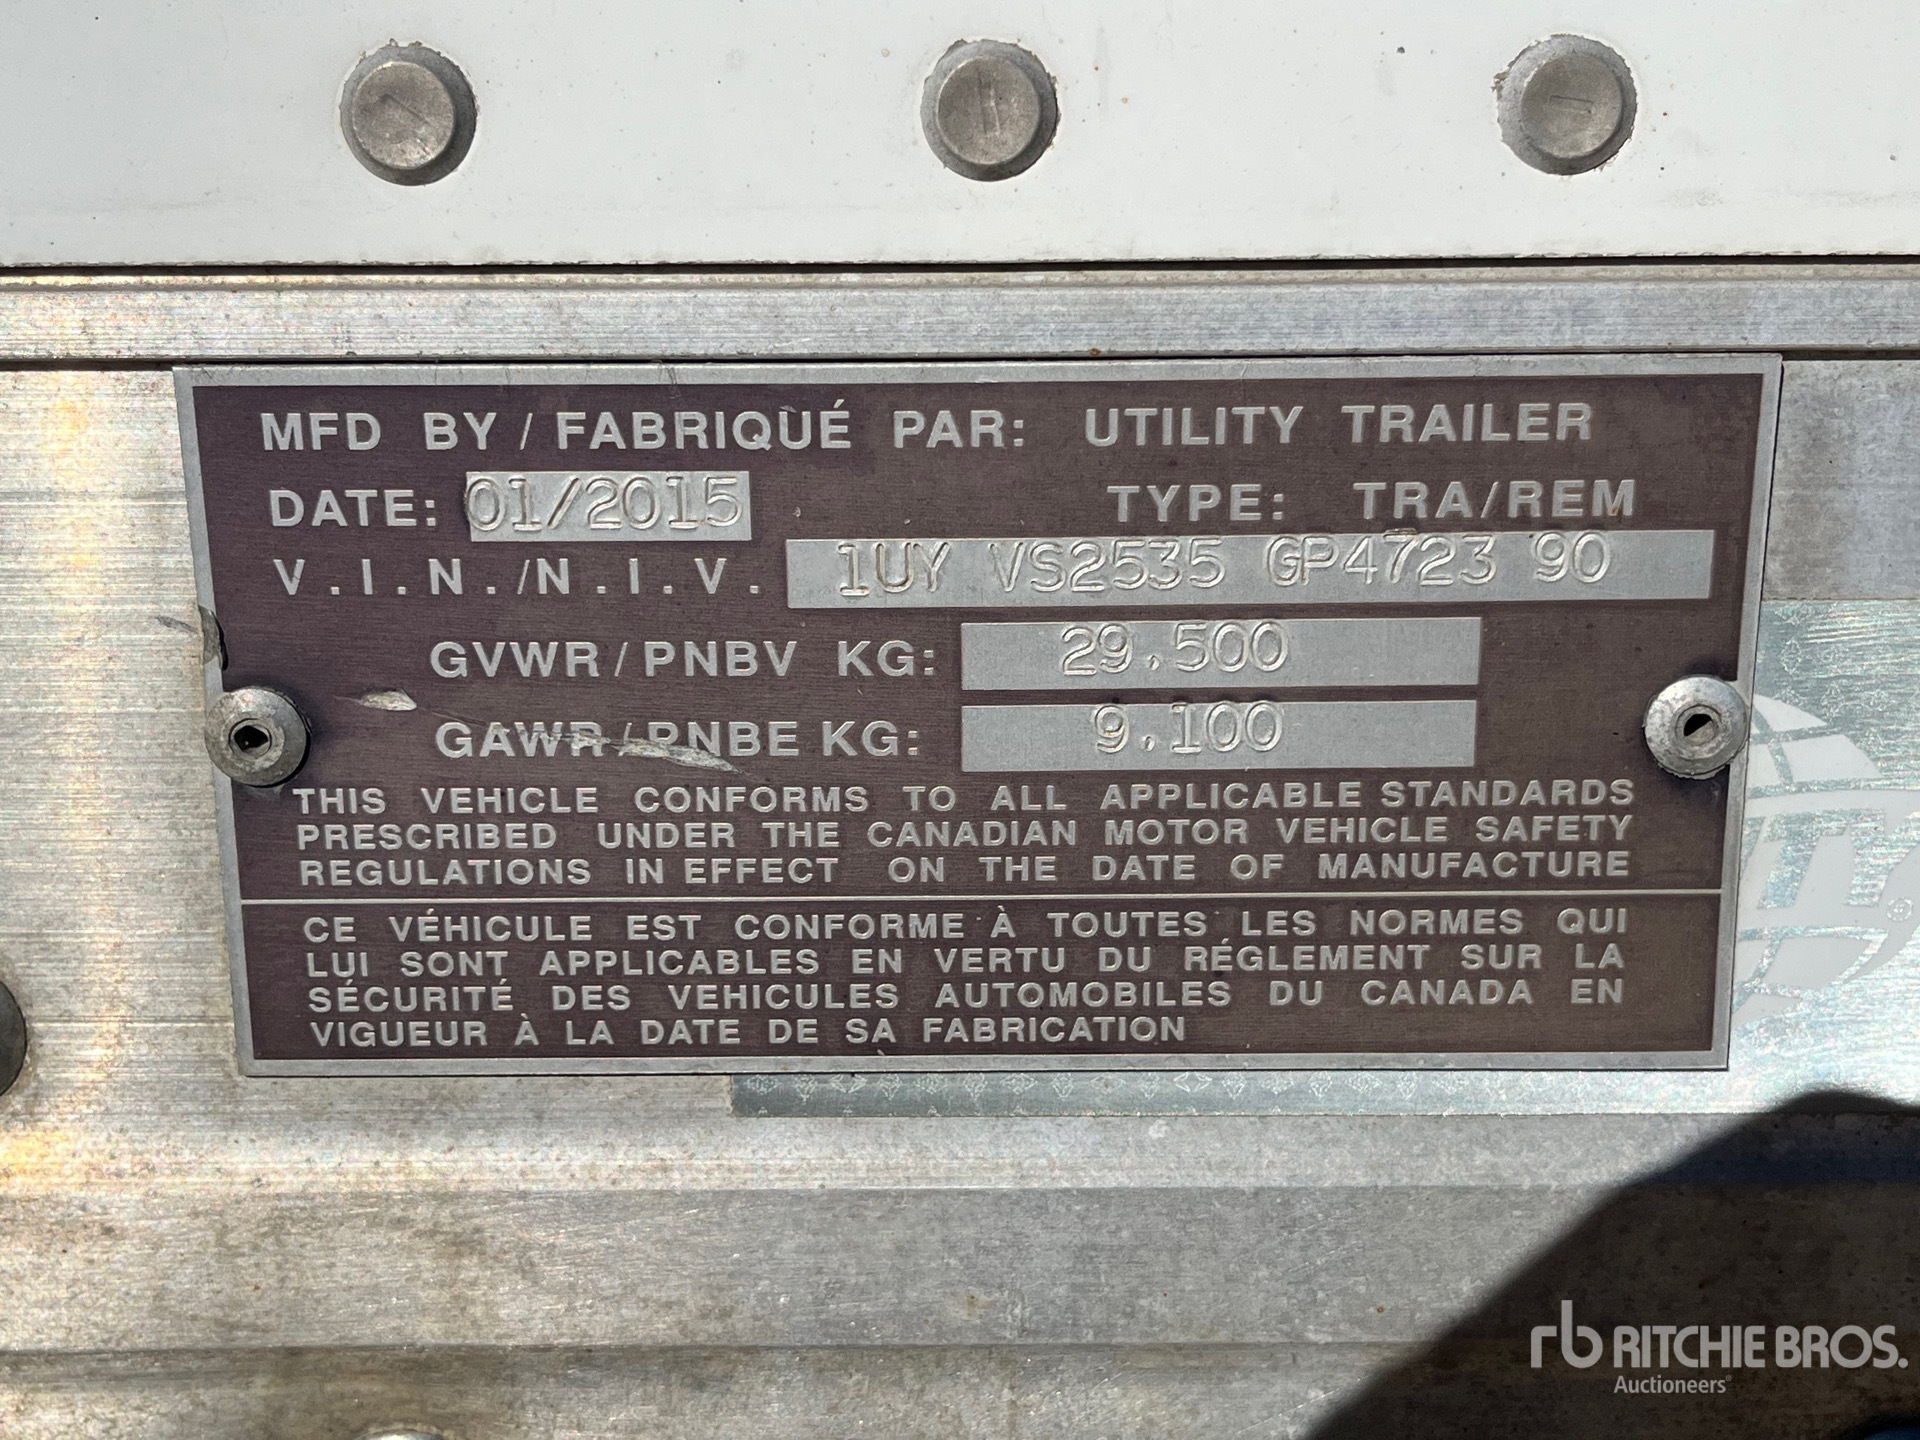 MFD BY / FABRIQUÉ PAR: UTILITY TRAILER
DATE: 01/2015 TYPE: TRA/REM
V.I.N./N.I.V. 1UY VS2535 GP4723 90
GVWR/PNBV KG: 29,500
GAWR/PNBE KG: 9,100
THIS VEHICLE CONFORMS TO ALL APPLICABLE STANDARDS
PRESCRIBED UNDER THE CANADIAN MOTOR VEHICLE SAFETY
REGULATIONS IN EFFECT ON THE DATE OF MANUFACTURE
CE VÉHICULE EST CONFORME À TOUTES LES NORMES QUI
LUI SONT APPLICABLES EN VERTU DU RÉGLEMENT SUR LA
SÉCURITÉ DES VEHICULES AUTOMOBILES DU CANADA EN
VIGUEUR À LA DATE DE SA FABRICATION
rb RITCHIE BROS.
Auctioneers®